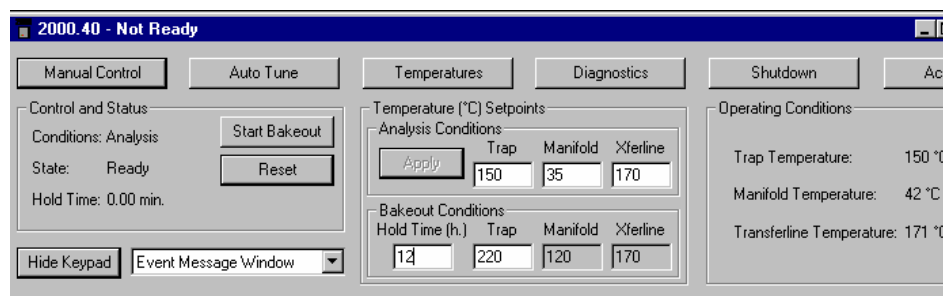 2000.40 - Not Ready
Manual Control Auto Tune Temperatures Diagnostics Shutdown
Control and Status
Conditions: Analysis
Start Bakeout
State: Ready
Reset
Hold Time: 0.00 min.
Hide Keypad
Event Message Window
Temperature (°C) Setpoints
Analysis Conditions
Apply
Trap Manifold Xferline
150 35 170
Bakeout Conditions
Hold Time (h.) Trap Manifold Xferline
12 220 120 170
Operating Conditions
Trap Temperature: 150 °C
Manifold Temperature: 42 °C
Transferline Temperature: 171 °C